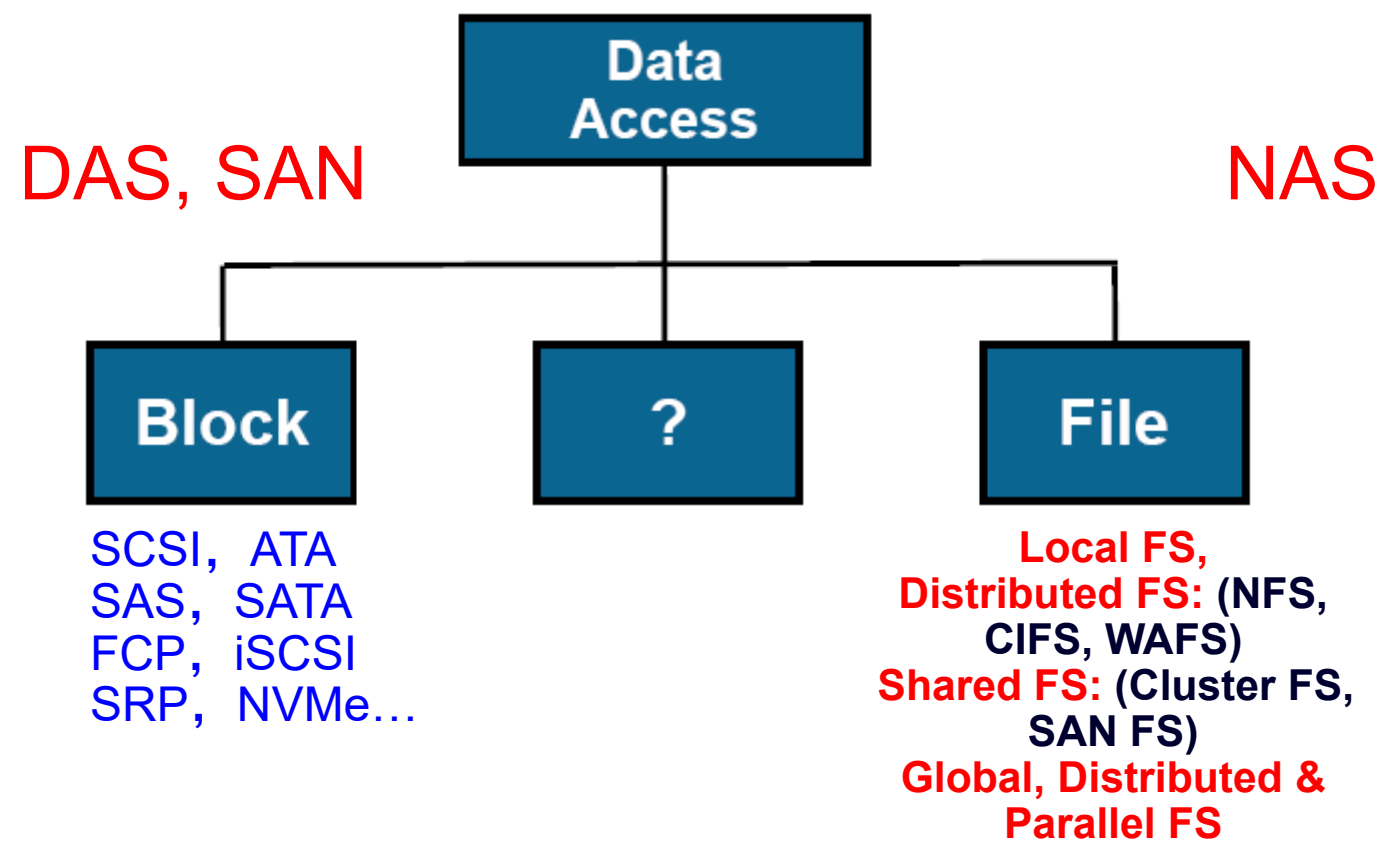 Data
Access
DAS, SAN
NAS
Block
?
File
SCSI，ATA
SAS，SATA
FCP，iSCSI
SRP，NVMe…
Local FS,
Distributed FS: (NFS,
CIFS, WAFS)
Shared FS: (Cluster FS,
SAN FS)
Global, Distributed &
Parallel FS